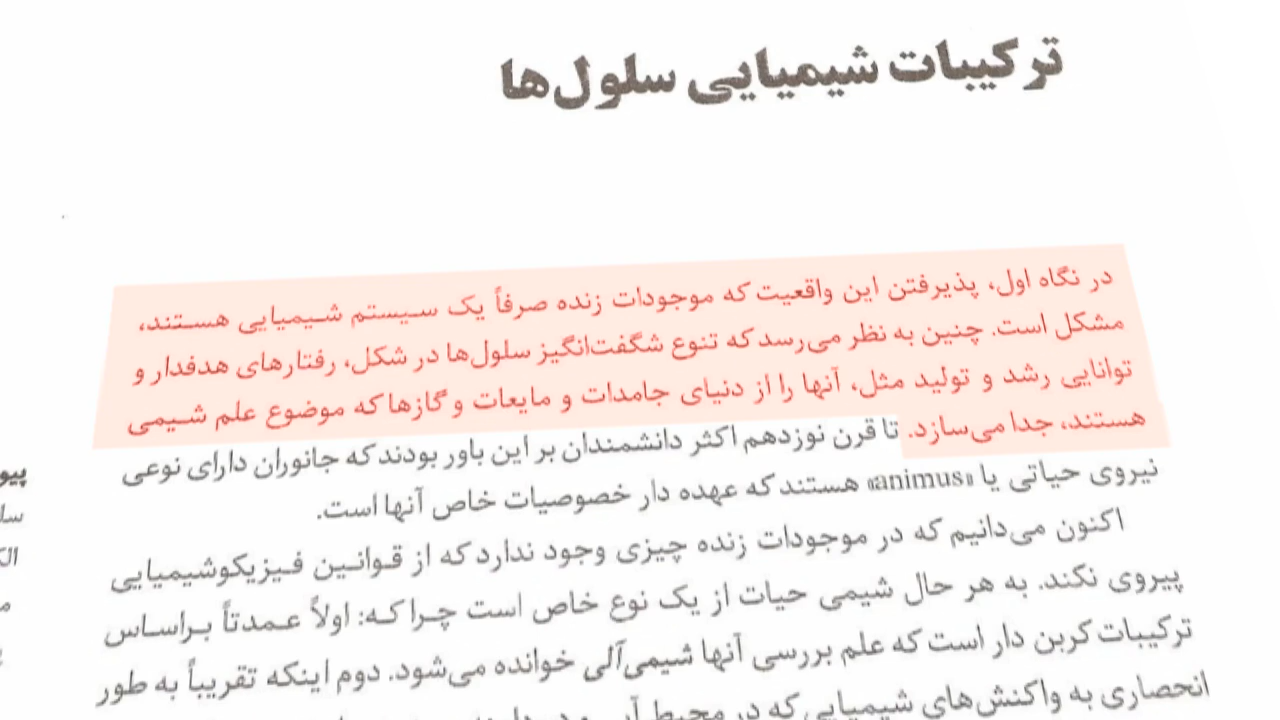 ترکیبات شیمیایی سلول‌ها
در نگاه اول، پذیرفتن این واقعیت که موجودات زنده صرفاً یک سیستم شیمیایی هستند،
مشکل است. چنین به نظر می‌رسد که تنوع شگفت‌انگیز سلول‌ها در شکل، رفتارهای هدفدار و
توانایی رشد و تولید مثل، آنها را از دنیای جامدات و مایعات و گازها که موضوع علم شیمی
هستند، جدا می‌سازد. تا قرن نوزدهم اکثر دانشمندان بر این باور بودند که جانوران دارای نوعی
نیروی حیاتی یا «animus» هستند که عهده دار خصوصیات خاص آنها است.
اکنون می‌دانیم که در موجودات زنده چیزی وجود ندارد که از قوانین فیزیکوشیمیایی
پیروی نکند. به هر حال شیمی حیات از یک نوع خاص است چرا که: اولاً عمدتاً براساس
ترکیبات کربن دار است که علم بررسی آنها شیمی‌آلی خوانده می‌شود. دوم اینکه تقریباً به طور
انحصاری به واکنش‌های شیمیایی که در محیط